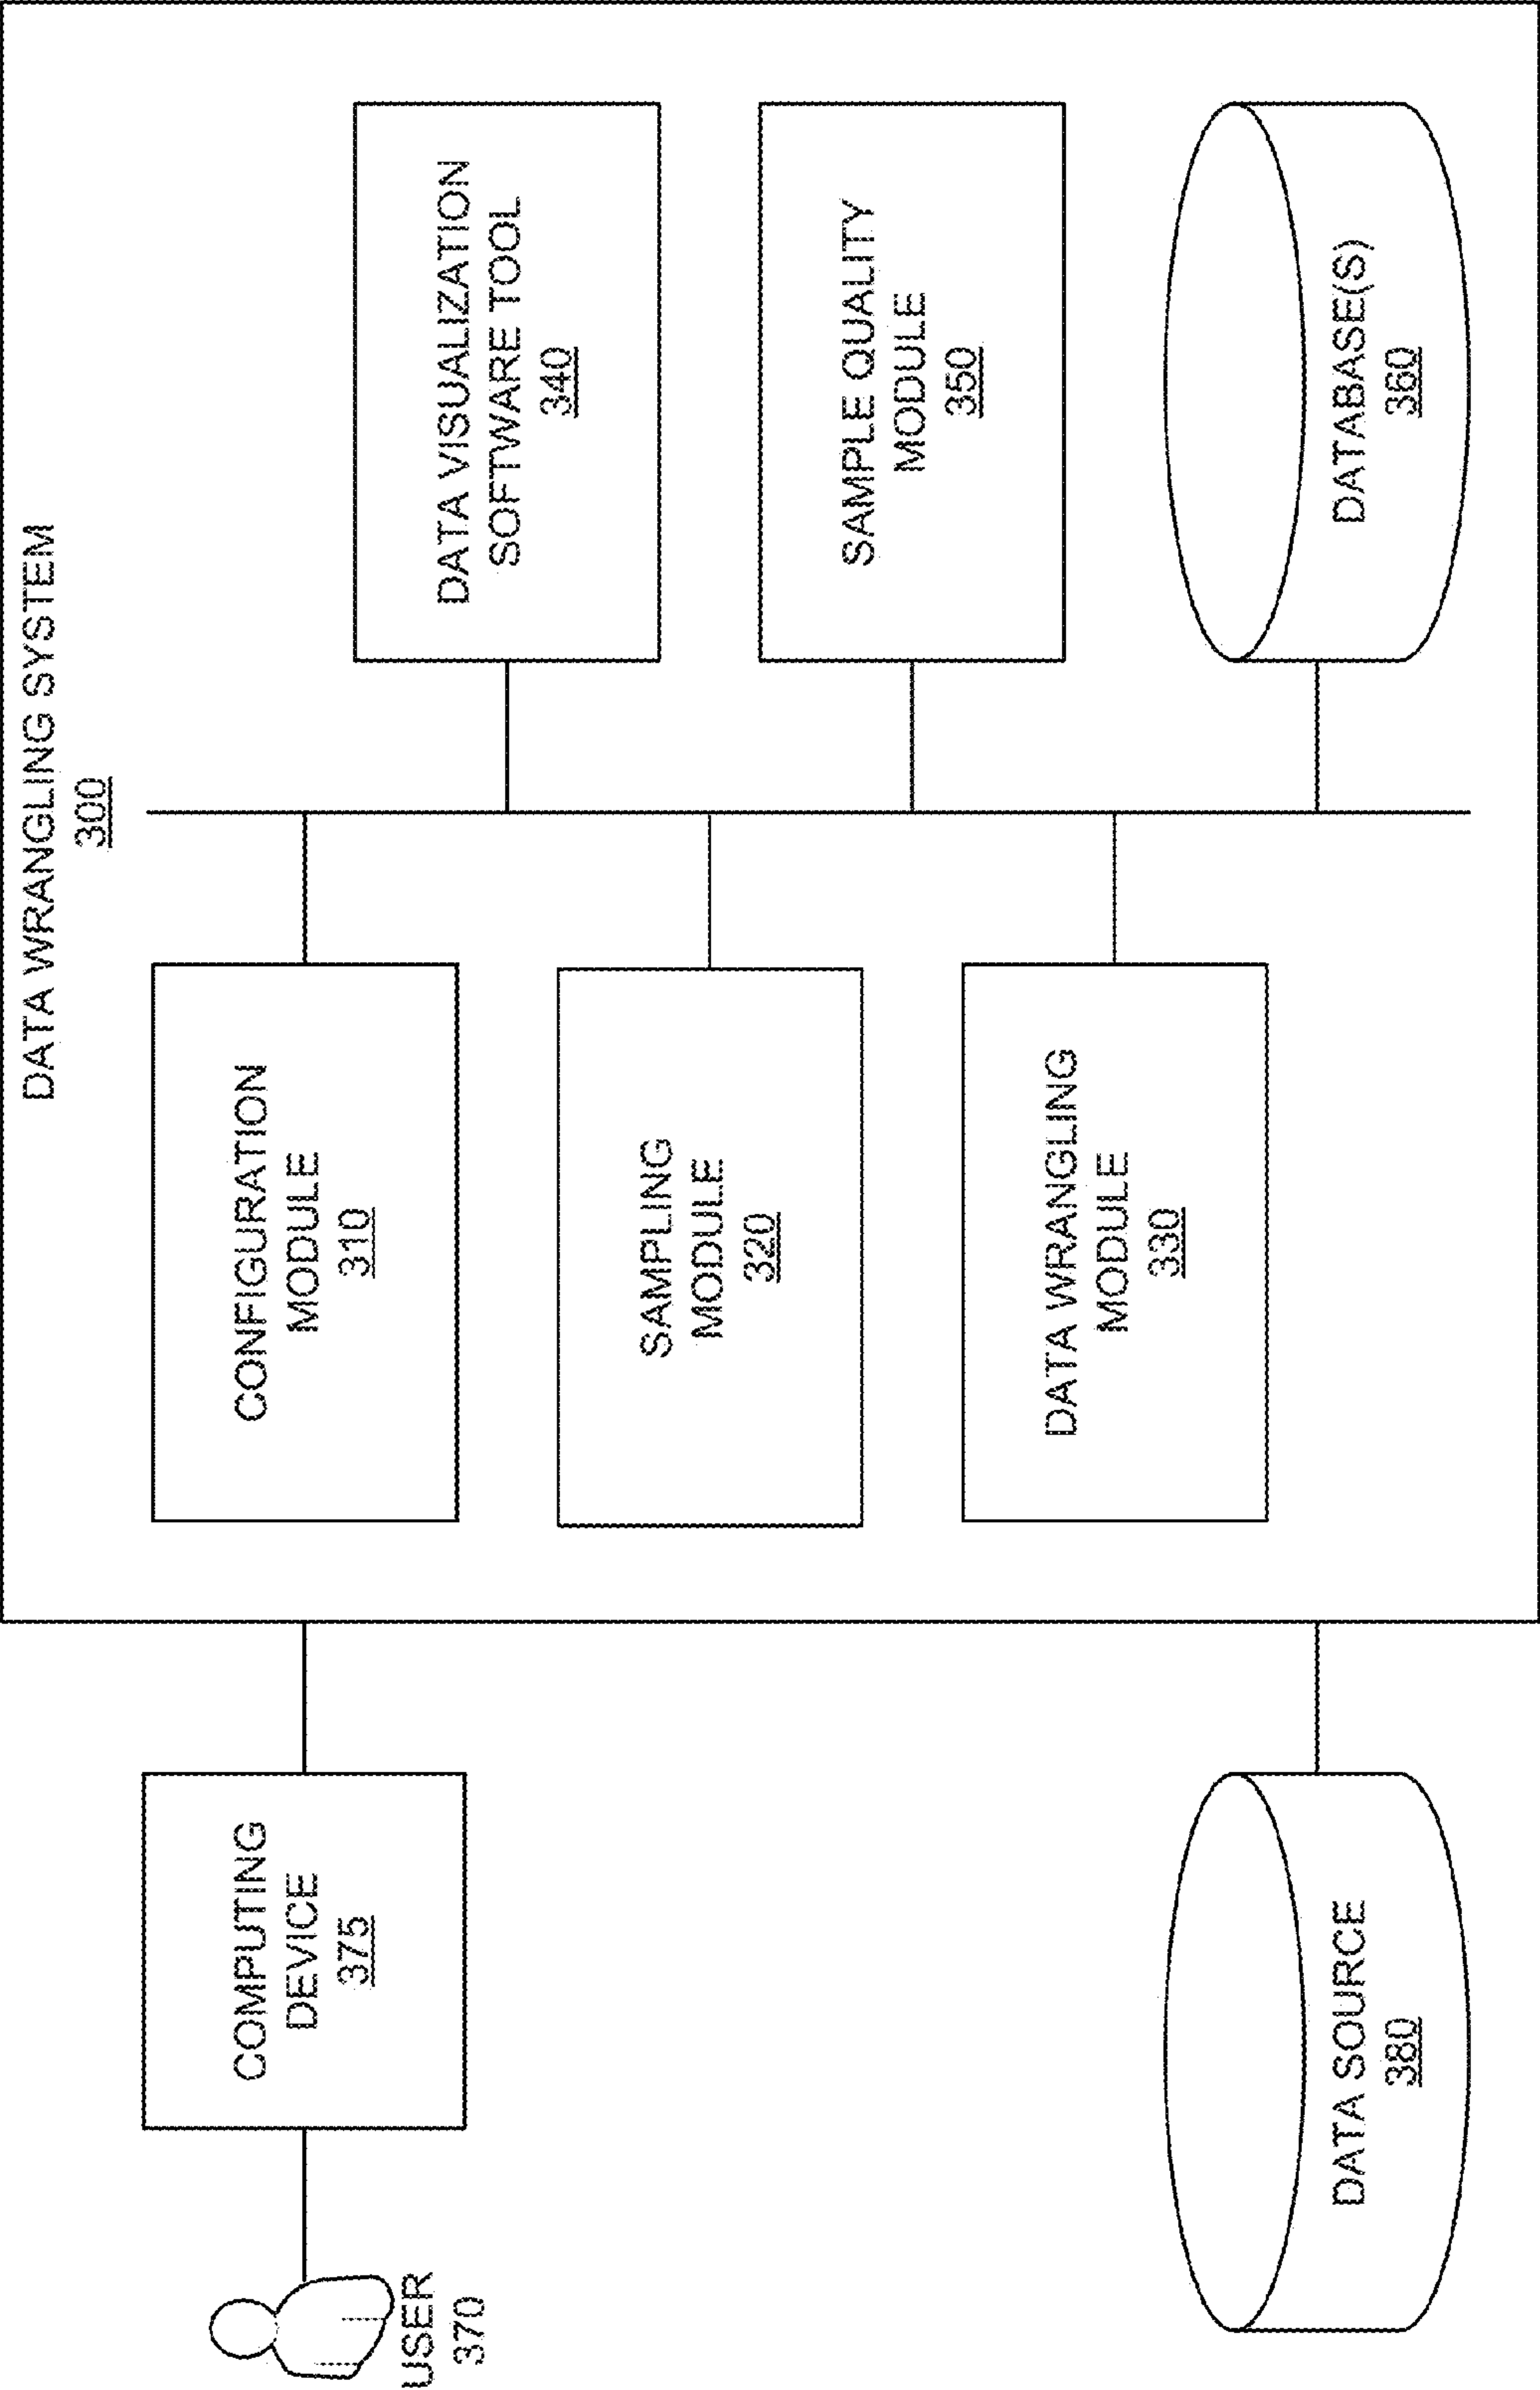 DATA WRANGLING SYSTEM
300
USER
370
COMPUTING
DEVICE
375
CONFIGURATION
MODULE
310
DATA VISUALIZATION
SOFTWARE TOOL
340
SAMPLING
MODULE
320
SAMPLE QUALITY
MODULE
350
DATA WRANGLING
MODULE
330
DATA SOURCE
380
DATABASE(S)
360